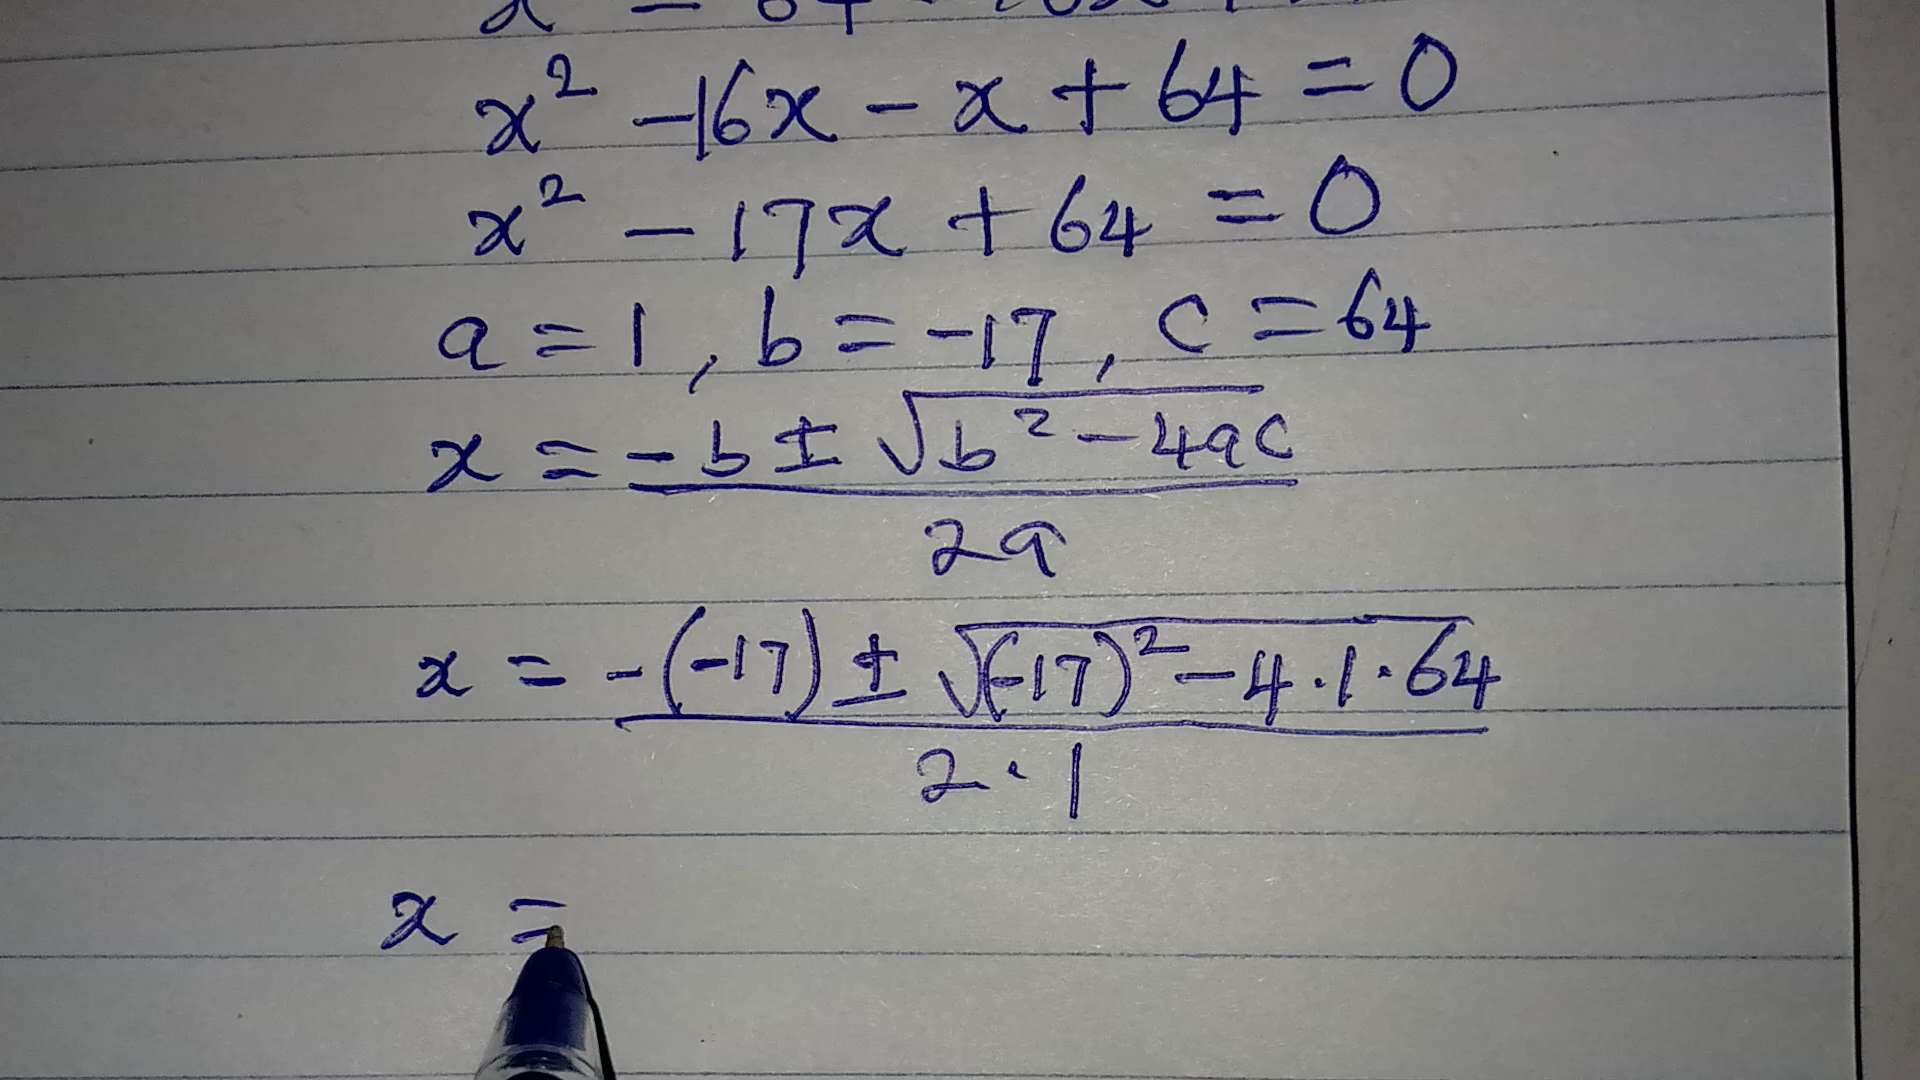 x² - 16x - x + 64 = 0
x² - 17x + 64 = 0
a = 1, b = -17, c = 64
x = -b ± √b² - 4ac
2a
x = -(-17) ± √(-17)² - 4·1·64
2·1
x =